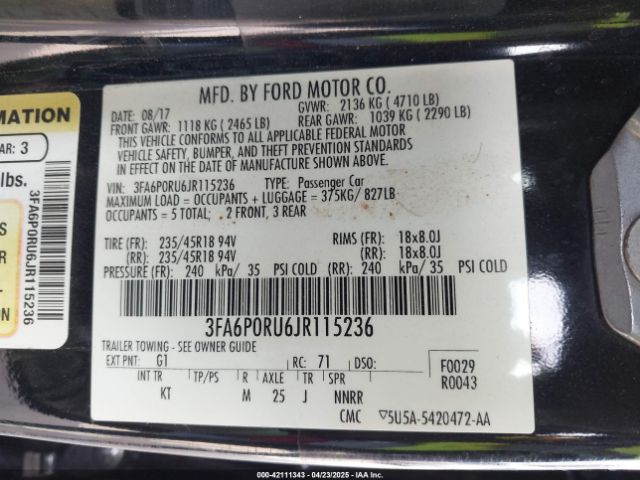 MFD. BY FORD MOTOR CO.
DATE: 08/17 GVWR: 2136 KG ( 4710 LB)
FRONT GAWR: 1118 KG ( 2465 LB) REAR GAWR: 1039 KG ( 2290 LB)
THIS VEHICLE CONFORMS TO ALL APPLICABLE FEDERAL MOTOR
VEHICLE SAFETY, BUMPER, AND THEFT PREVENTION STANDARDS
IN EFFECT ON THE DATE OF MANUFACTURE SHOWN ABOVE.
VIN: 3FA6P0RU6JR115236 TYPE: Passenger Car
MAXIMUM LOAD = OCCUPANTS + LUGGAGE = 375KG/ 827LB
OCCUPANTS = 5 TOTAL: 2 FRONT, 3 REAR
TIRE (FR): 235/45R18 94V RIMS (FR): 18x8.0J
(RR): 235/45R18 94V (RR): 18x8.0J
PRESSURE (FR): 240 kPa/ 35 PSI COLD (RR): 240 kPa/ 35 PSI COLD
3FA6P0RU6JR115236
TRAILER TOWING - SEE OWNER GUIDE
EXT PNT: G1 RC: 71 DSO: F0029
R0043
INT TR TP/PS R AXLE TR SPR
KT M 25 J NNRR
CMC ▽5U5A-5420472-AA
MATION
AR: 3
lbs.
3FA6P0RU6JR115236
000-42111343 - 04/23/2025 - IAA Inc.